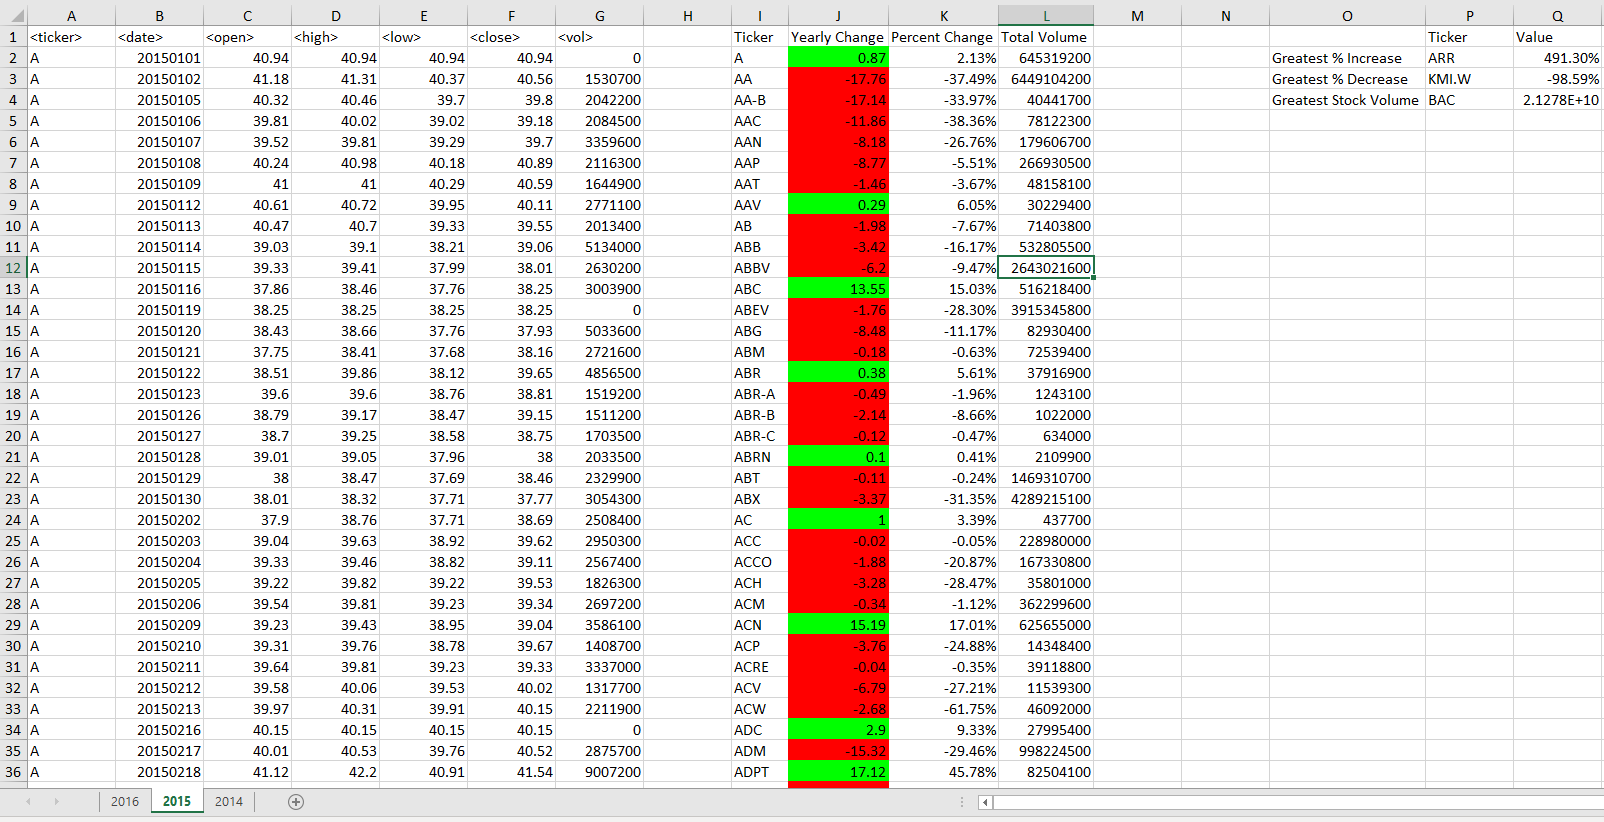 A B C D E F G H I J K L M N O P Q
1 <ticker> <date> <open> <high> <low> <close> <vol> Ticker Yearly Change Percent Change Total Volume Ticker Value
2 A 20150101 40.94 40.94 40.94 40.94 0 A 0.87 2.13% 645319200 Greatest % Increase ARR 491.30%
3 A 20150102 41.18 41.31 40.37 40.56 1530700 AA -17.76 -37.49% 6449104200 Greatest % Decrease KMI.W -98.59%
4 A 20150105 40.32 40.46 39.7 39.8 2042200 AA-B -17.14 -33.97% 40441700 Greatest Stock Volume BAC 2.1278E+10
5 A 20150106 39.81 40.02 39.02 39.18 2084500 AAC -11.86 -38.36% 78122300
6 A 20150107 39.52 39.81 39.29 39.7 3359600 AAN -8.18 -26.76% 179606700
7 A 20150108 40.24 40.98 40.18 40.89 2116300 AAP -8.77 -5.51% 266930500
8 A 20150109 41 41 40.29 40.59 1644900 AAT -1.46 -3.67% 48158100
9 A 20150112 40.61 40.72 39.95 40.11 2771100 AAV 0.29 6.05% 30229400
10 A 20150113 40.47 40.7 39.33 39.55 2013400 AB -1.98 -7.67% 71403800
11 A 20150114 39.03 39.1 38.21 39.06 5134000 ABB -3.42 -16.17% 532805500
12 A 20150115 39.33 39.41 37.99 38.01 2630200 ABBV -6.2 -9.47% 2643021600
13 A 20150116 37.86 38.46 37.76 38.25 3003900 ABC 13.55 15.03% 516218400
14 A 20150119 38.25 38.25 38.25 38.25 0 ABEV -1.76 -28.30% 3915345800
15 A 20150120 38.43 38.66 37.76 37.93 5033600 ABG -8.48 -11.17% 82930400
16 A 20150121 37.75 38.41 37.68 38.16 2721600 ABM -0.18 -0.63% 72539400
17 A 20150122 38.51 39.86 38.12 39.65 4856500 ABR 0.38 5.61% 37916900
18 A 20150123 39.6 39.6 38.76 38.81 1519200 ABR-A -0.49 -1.96% 1243100
19 A 20150126 38.79 39.17 38.47 39.15 1511200 ABR-B -2.14 -8.66% 1022000
20 A 20150127 38.7 39.25 38.58 38.75 1703500 ABR-C -0.12 -0.47% 634000
21 A 20150128 39.01 39.05 37.96 38 2033500 ABRN 0.1 0.41% 2109900
22 A 20150129 38 38.47 37.69 38.46 2329900 ABT -0.11 -0.24% 1469310700
23 A 20150130 38.01 38.32 37.71 37.77 3054300 ABX -3.37 -31.35% 4289215100
24 A 20150202 37.9 38.76 37.71 38.69 2508400 AC 1 3.39% 437700
25 A 20150203 39.04 39.63 38.92 39.62 2950300 ACC -0.02 -0.05% 228980000
26 A 20150204 39.33 39.46 38.82 39.11 2567400 ACCO -1.88 -20.87% 167330800
27 A 20150205 39.22 39.82 39.22 39.53 1826300 ACH -3.28 -28.47% 35801000
28 A 20150206 39.54 39.81 39.23 39.34 2697200 ACM -0.34 -1.12% 362299600
29 A 20150209 39.23 39.43 38.95 39.04 3586100 ACN 15.19 17.01% 625655000
30 A 20150210 39.31 39.76 38.78 39.67 1408700 ACP -3.76 -24.88% 14348400
31 A 20150211 39.64 39.81 39.23 39.33 3337000 ACRE -0.04 -0.35% 39118800
32 A 20150212 39.58 40.06 39.53 40.02 1317700 ACV -6.79 -27.21% 11539300
33 A 20150213 39.97 40.31 39.91 40.15 2211900 ACW -2.68 -61.75% 46092000
34 A 20150216 40.15 40.15 40.15 40.15 0 ADC 2.9 9.33% 27995400
35 A 20150217 40.01 40.53 39.76 40.52 2875700 ADM -15.32 -29.46% 998224500
36 A 20150218 41.12 42.2 40.91 41.54 9007200 ADPT 17.12 45.78% 82504100
2016 2015 2014